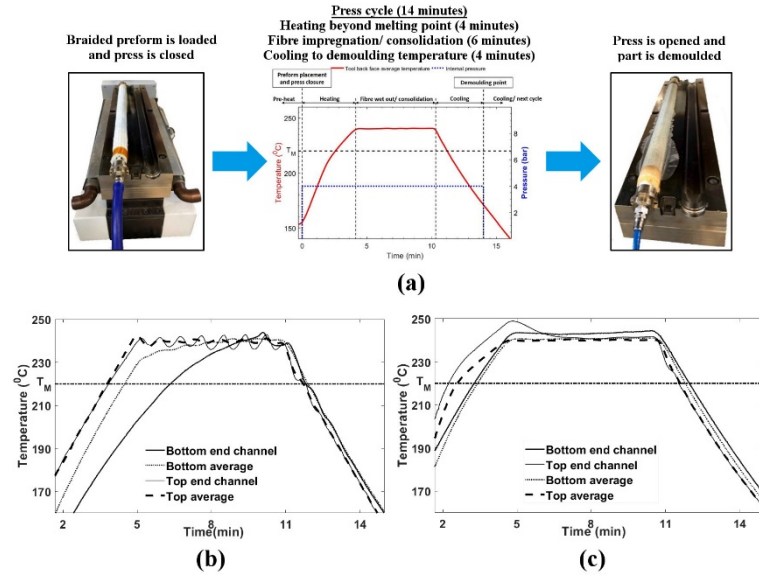 Press cycle (14 minutes)
Heating beyond melting point (4 minutes)
Fibre impregnation/ consolidation (6 minutes)
Cooling to demoulding temperature (4 minutes)
Braided preform is loaded
and press is closed
Press is opened and
part is demoulded
Tool back face average temperature
Internal pressure
Preform placement
and press closure
Demoulding point
Pre-heat
Heating
Fibre wet out/ consolidation
Cooling
Cooling/ next cycle
Temperature (⁰C)
250
T_M
200
150
Pressure (bar)
8
6
4
2
0 5 10 15
Time (min)
(a)
Temperature (⁰C)
250
230
T_M
210
190
170
Bottom end channel
Bottom average
Top end channel
Top average
2 5 8 11 14
Time(min)
(b)
Temperature (⁰C)
250
230
T_M
210
190
170
Bottom end channel
Top end channel
Bottom average
Top average
2 5 8 11 14
Time (min)
(c)